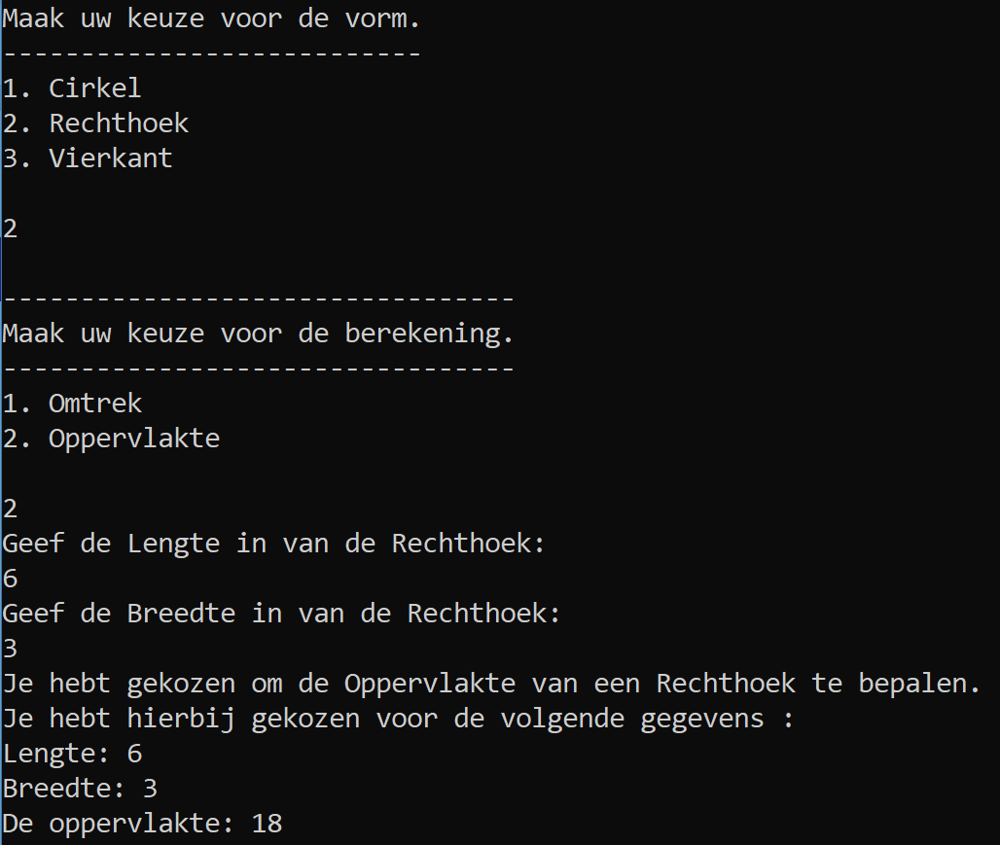 Maak uw keuze voor de vorm.
---------------------------
1. Cirkel
2. Rechthoek
3. Vierkant
2
---------------------------------
Maak uw keuze voor de berekening.
---------------------------------
1. Omtrek
2. Oppervlakte
2
Geef de Lengte in van de Rechthoek:
6
Geef de Breedte in van de Rechthoek:
3
Je hebt gekozen om de Oppervlakte van een Rechthoek te bepalen.
Je hebt hierbij gekozen voor de volgende gegevens :
Lengte: 6
Breedte: 3
De oppervlakte: 18